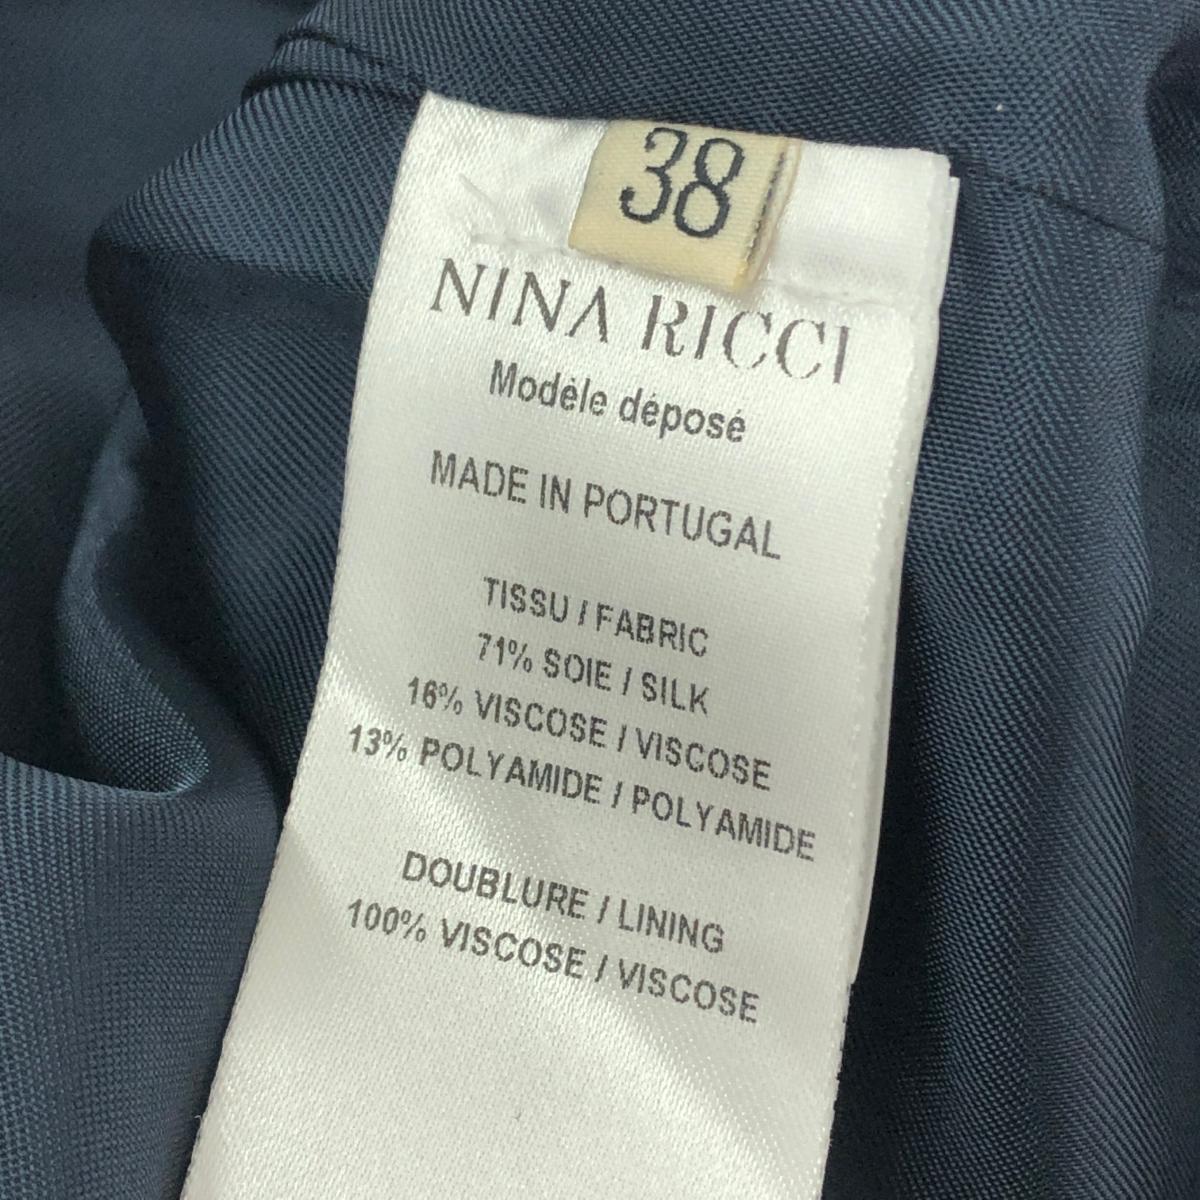 38
NINA RICCI
Modèle déposé
MADE IN PORTUGAL
TISSU / FABRIC
71% SOIE / SILK
16% VISCOSE / VISCOSE
13% POLYAMIDE / POLYAMIDE
DOUBLURE / LINING
100% VISCOSE / VISCOSE